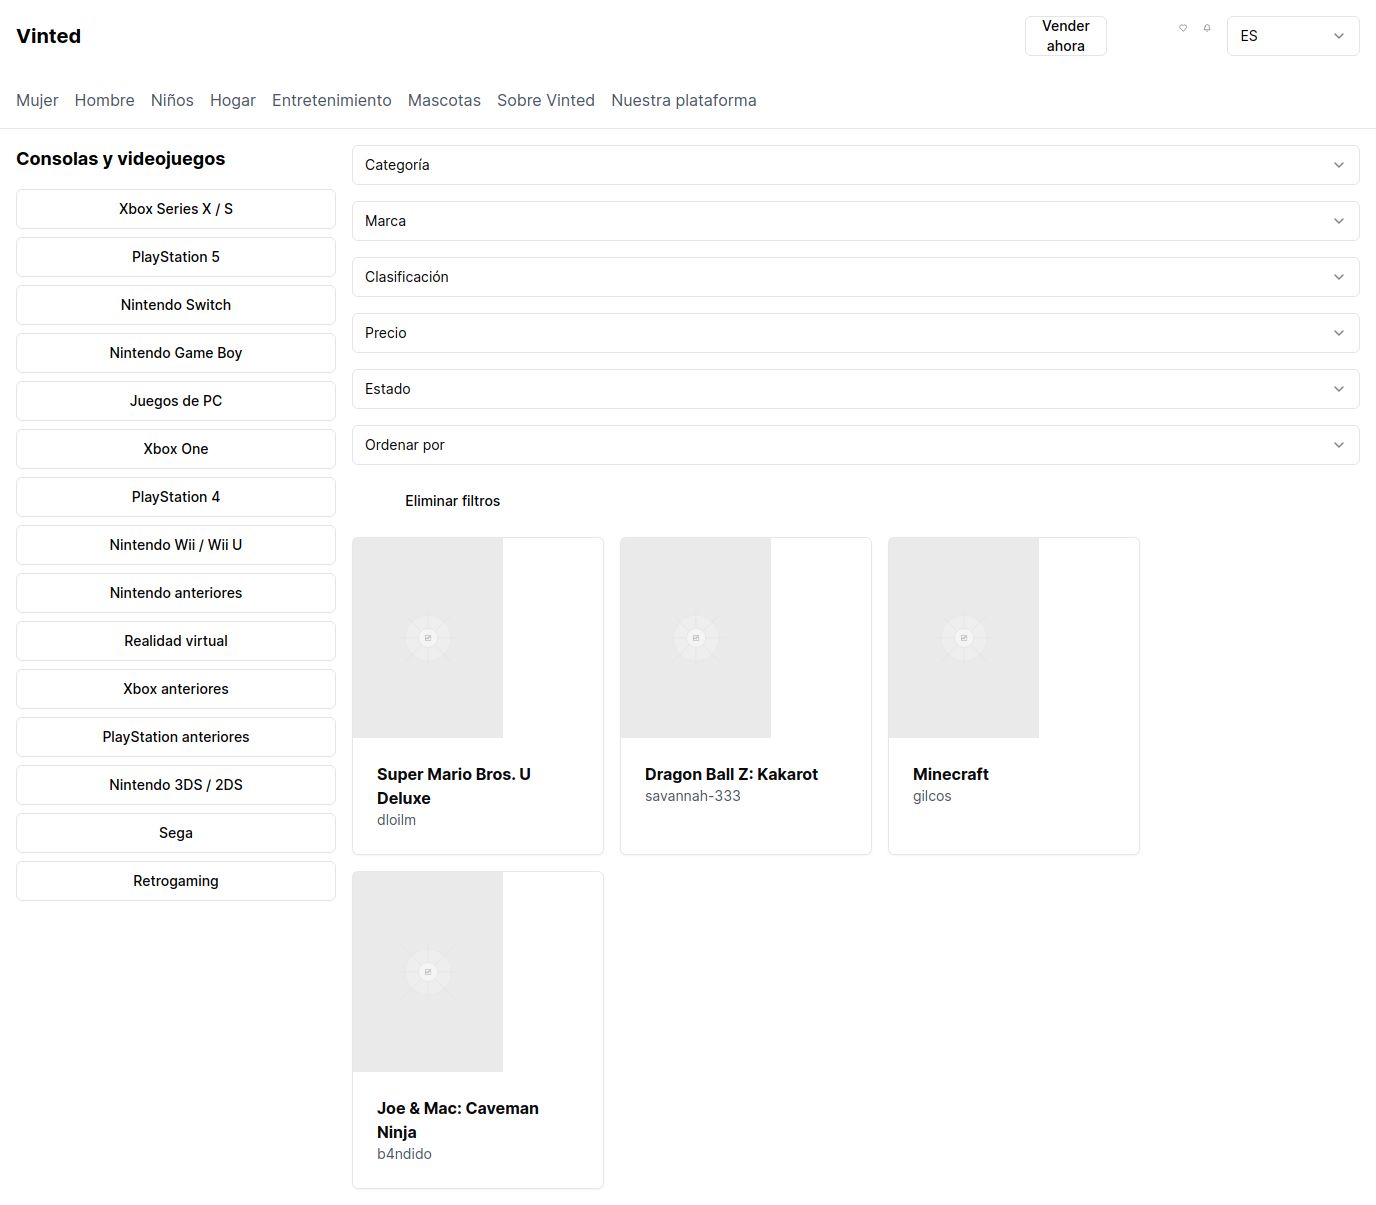 Vinted
Vender
ahora
ES
Mujer Hombre Niños Hogar Entretenimiento Mascotas Sobre Vinted Nuestra plataforma
Consolas y videojuegos
Xbox Series X / S
PlayStation 5
Nintendo Switch
Nintendo Game Boy
Juegos de PC
Xbox One
PlayStation 4
Nintendo Wii / Wii U
Nintendo anteriores
Realidad virtual
Xbox anteriores
PlayStation anteriores
Nintendo 3DS / 2DS
Sega
Retrogaming
Categoría
Marca
Clasificación
Precio
Estado
Ordenar por
Eliminar filtros
Super Mario Bros. U
Deluxe
dloilm
Dragon Ball Z: Kakarot
savannah-333
Minecraft
gilcos
Joe & Mac: Caveman
Ninja
b4ndido